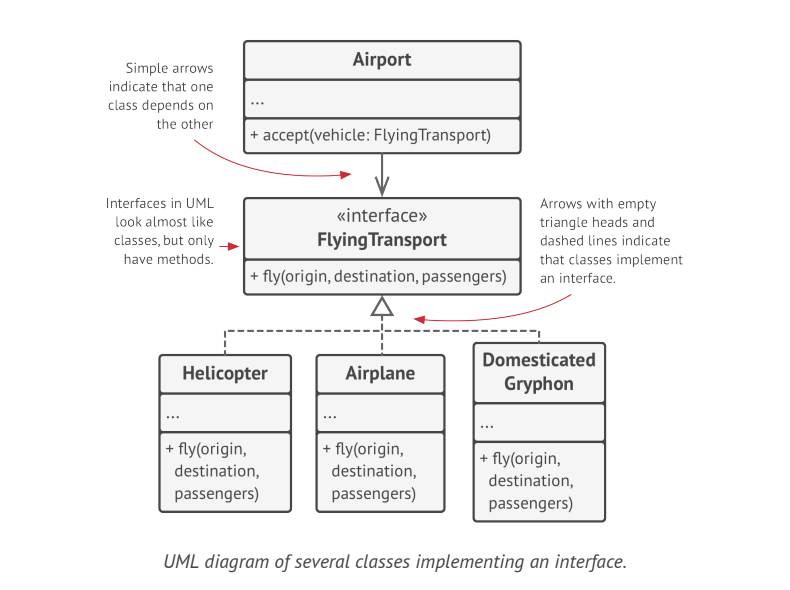 Airport
...
+ accept(vehicle: FlyingTransport)
Simple arrows
indicate that one
class depends on
the other
Interfaces in UML
look almost like
classes, but only
have methods.
«interface»
FlyingTransport
+ fly(origin, destination, passengers)
Arrows with empty
triangle heads and
dashed lines indicate
that classes implement
an interface.
Helicopter
...
+ fly(origin,
destination,
passengers)
Airplane
...
+ fly(origin,
destination,
passengers)
Domesticated
Gryphon
...
+ fly(origin,
destination,
passengers)
UML diagram of several classes implementing an interface.